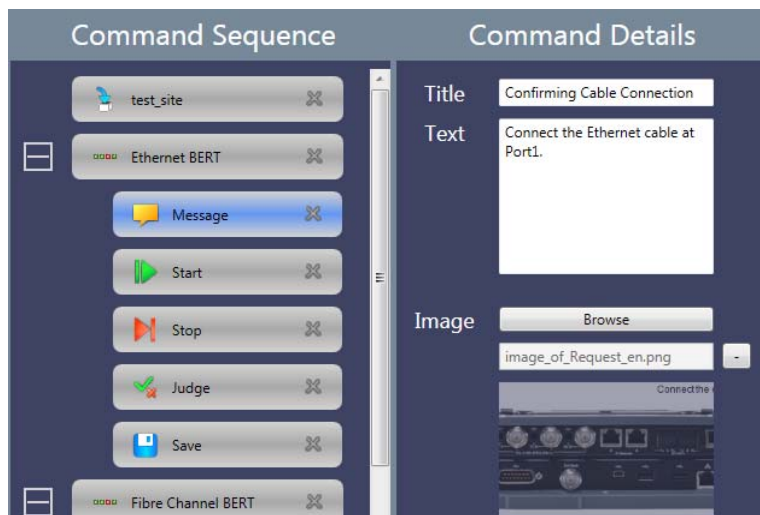 Command Sequence
test_site
Ethernet BERT
Message
Start
Stop
Judge
Save
Fibre Channel BERT
Command Details
Title
Confirming Cable Connection
Text
Connect the Ethernet cable at
Port1.
Image
Browse
image_of_Request_en.png
-
Connect the